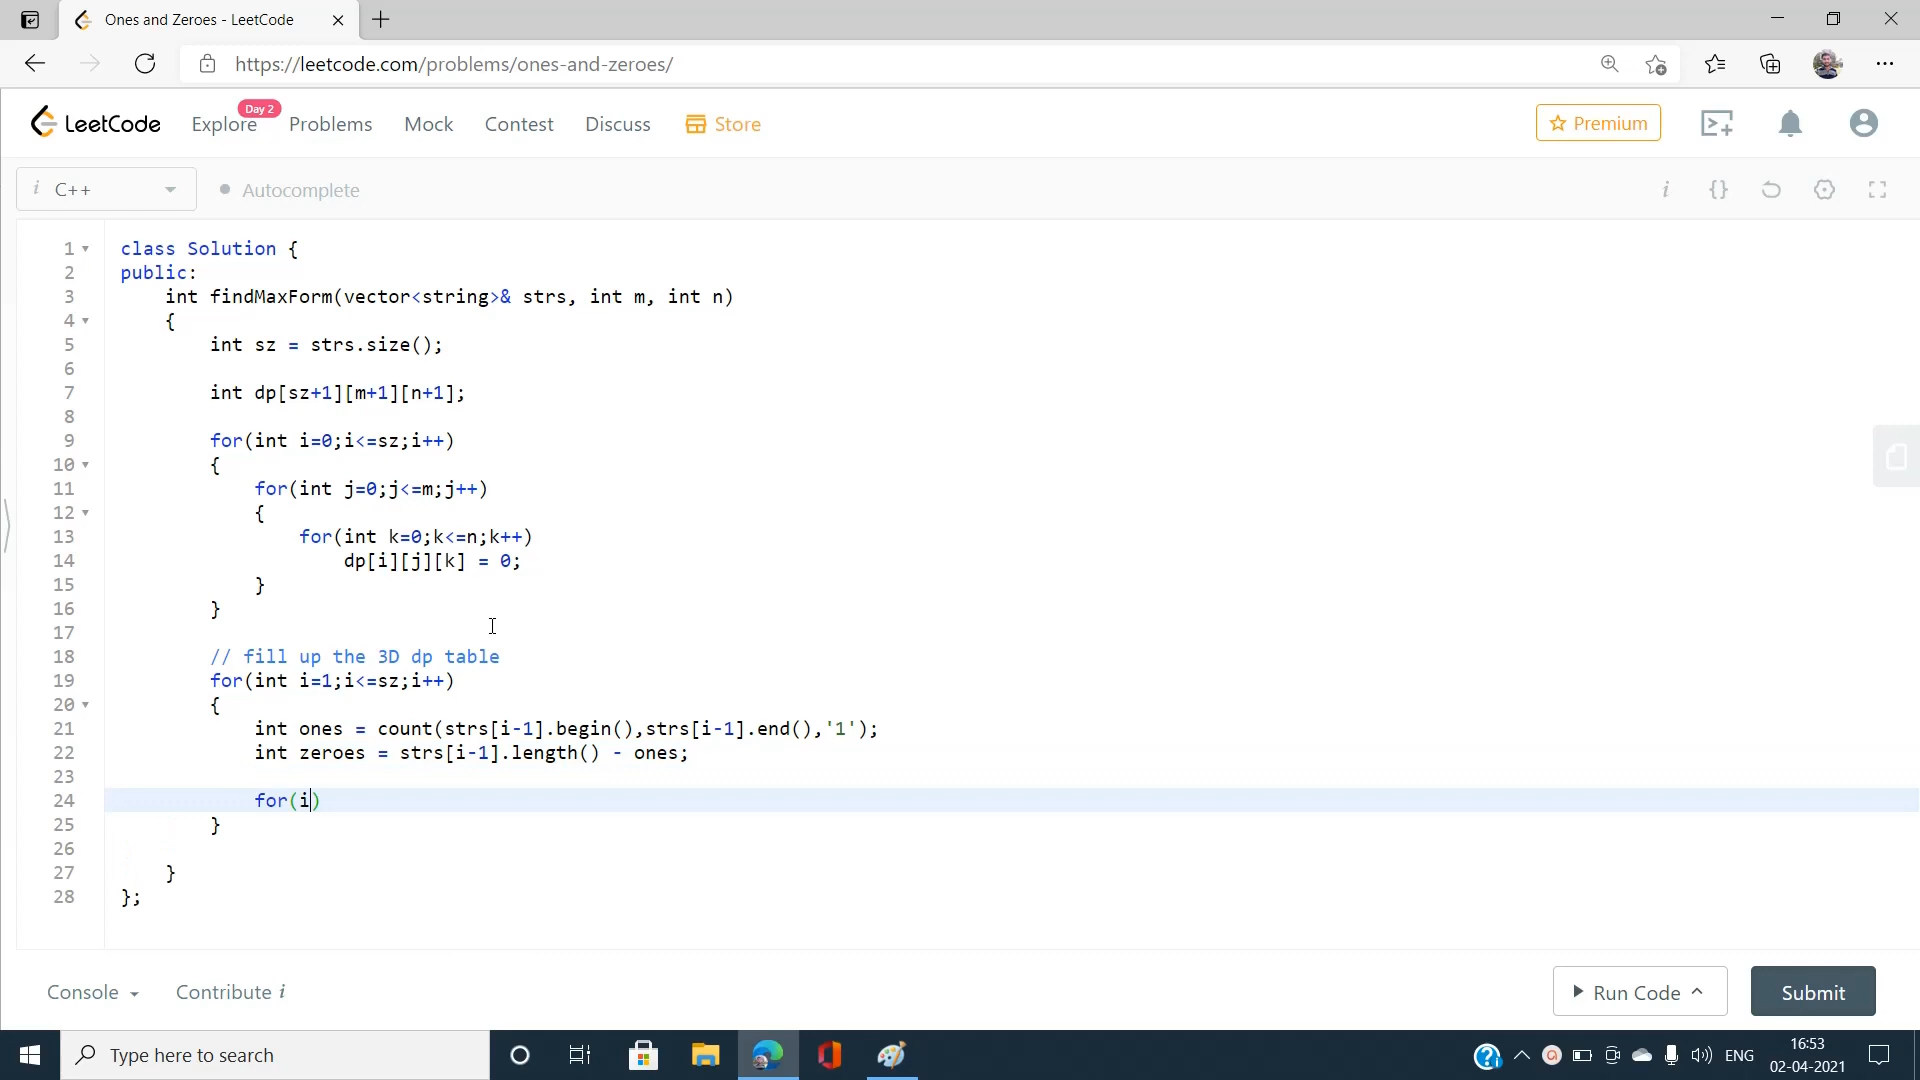 Ones and Zeroes - LeetCode
https://leetcode.com/problems/ones-and-zeroes/
LeetCode
Explore
Day 2
Problems
Mock
Contest
Discuss
Store
Premium
i C++
Autocomplete
i {}
1 class Solution {
2 public:
3 int findMaxForm(vector<string>& strs, int m, int n)
4 {
5 int sz = strs.size();
6
7 int dp[sz+1][m+1][n+1];
8
9 for(int i=0;i<=sz;i++)
10 {
11 for(int j=0;j<=m;j++)
12 {
13 for(int k=0;k<=n;k++)
14 dp[i][j][k] = 0;
15 }
16 }
17
18 // fill up the 3D dp table
19 for(int i=1;i<=sz;i++)
20 {
21 int ones = count(strs[i-1].begin(),strs[i-1].end(),'1');
22 int zeroes = strs[i-1].length() - ones;
23
24 for(i)
25 }
26
27 }
28 };
Console
Contribute i
Run Code
Submit
Type here to search
ENG
16:53
02-04-2021